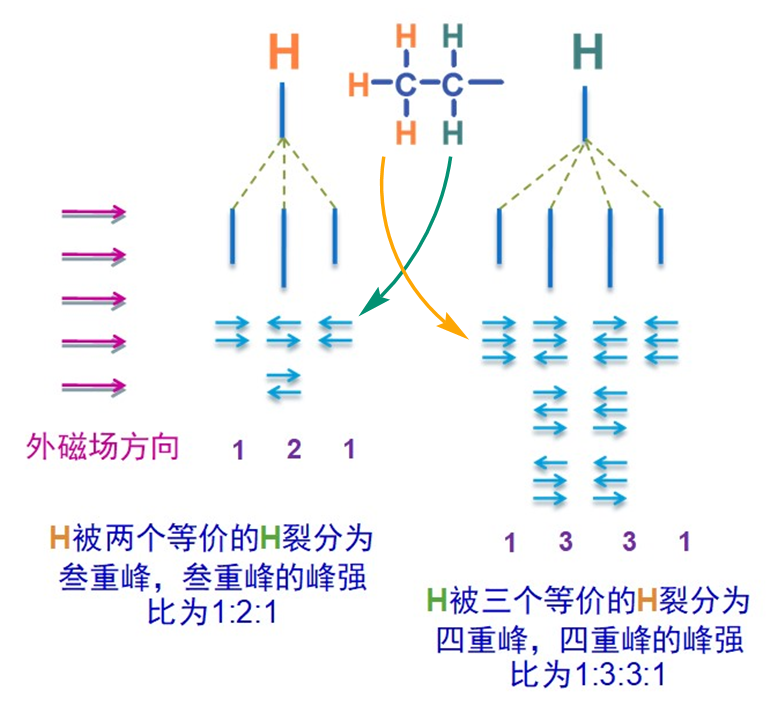 H
H
H H
H-C-C-
H H
外磁场方向
1 2 1
1 3 3 1
H被两个等价的H裂分为
叁重峰，叁重峰的峰强
比为1:2:1
H被三个等价的H裂分为
四重峰，四重峰的峰强
比为1:3:3:1